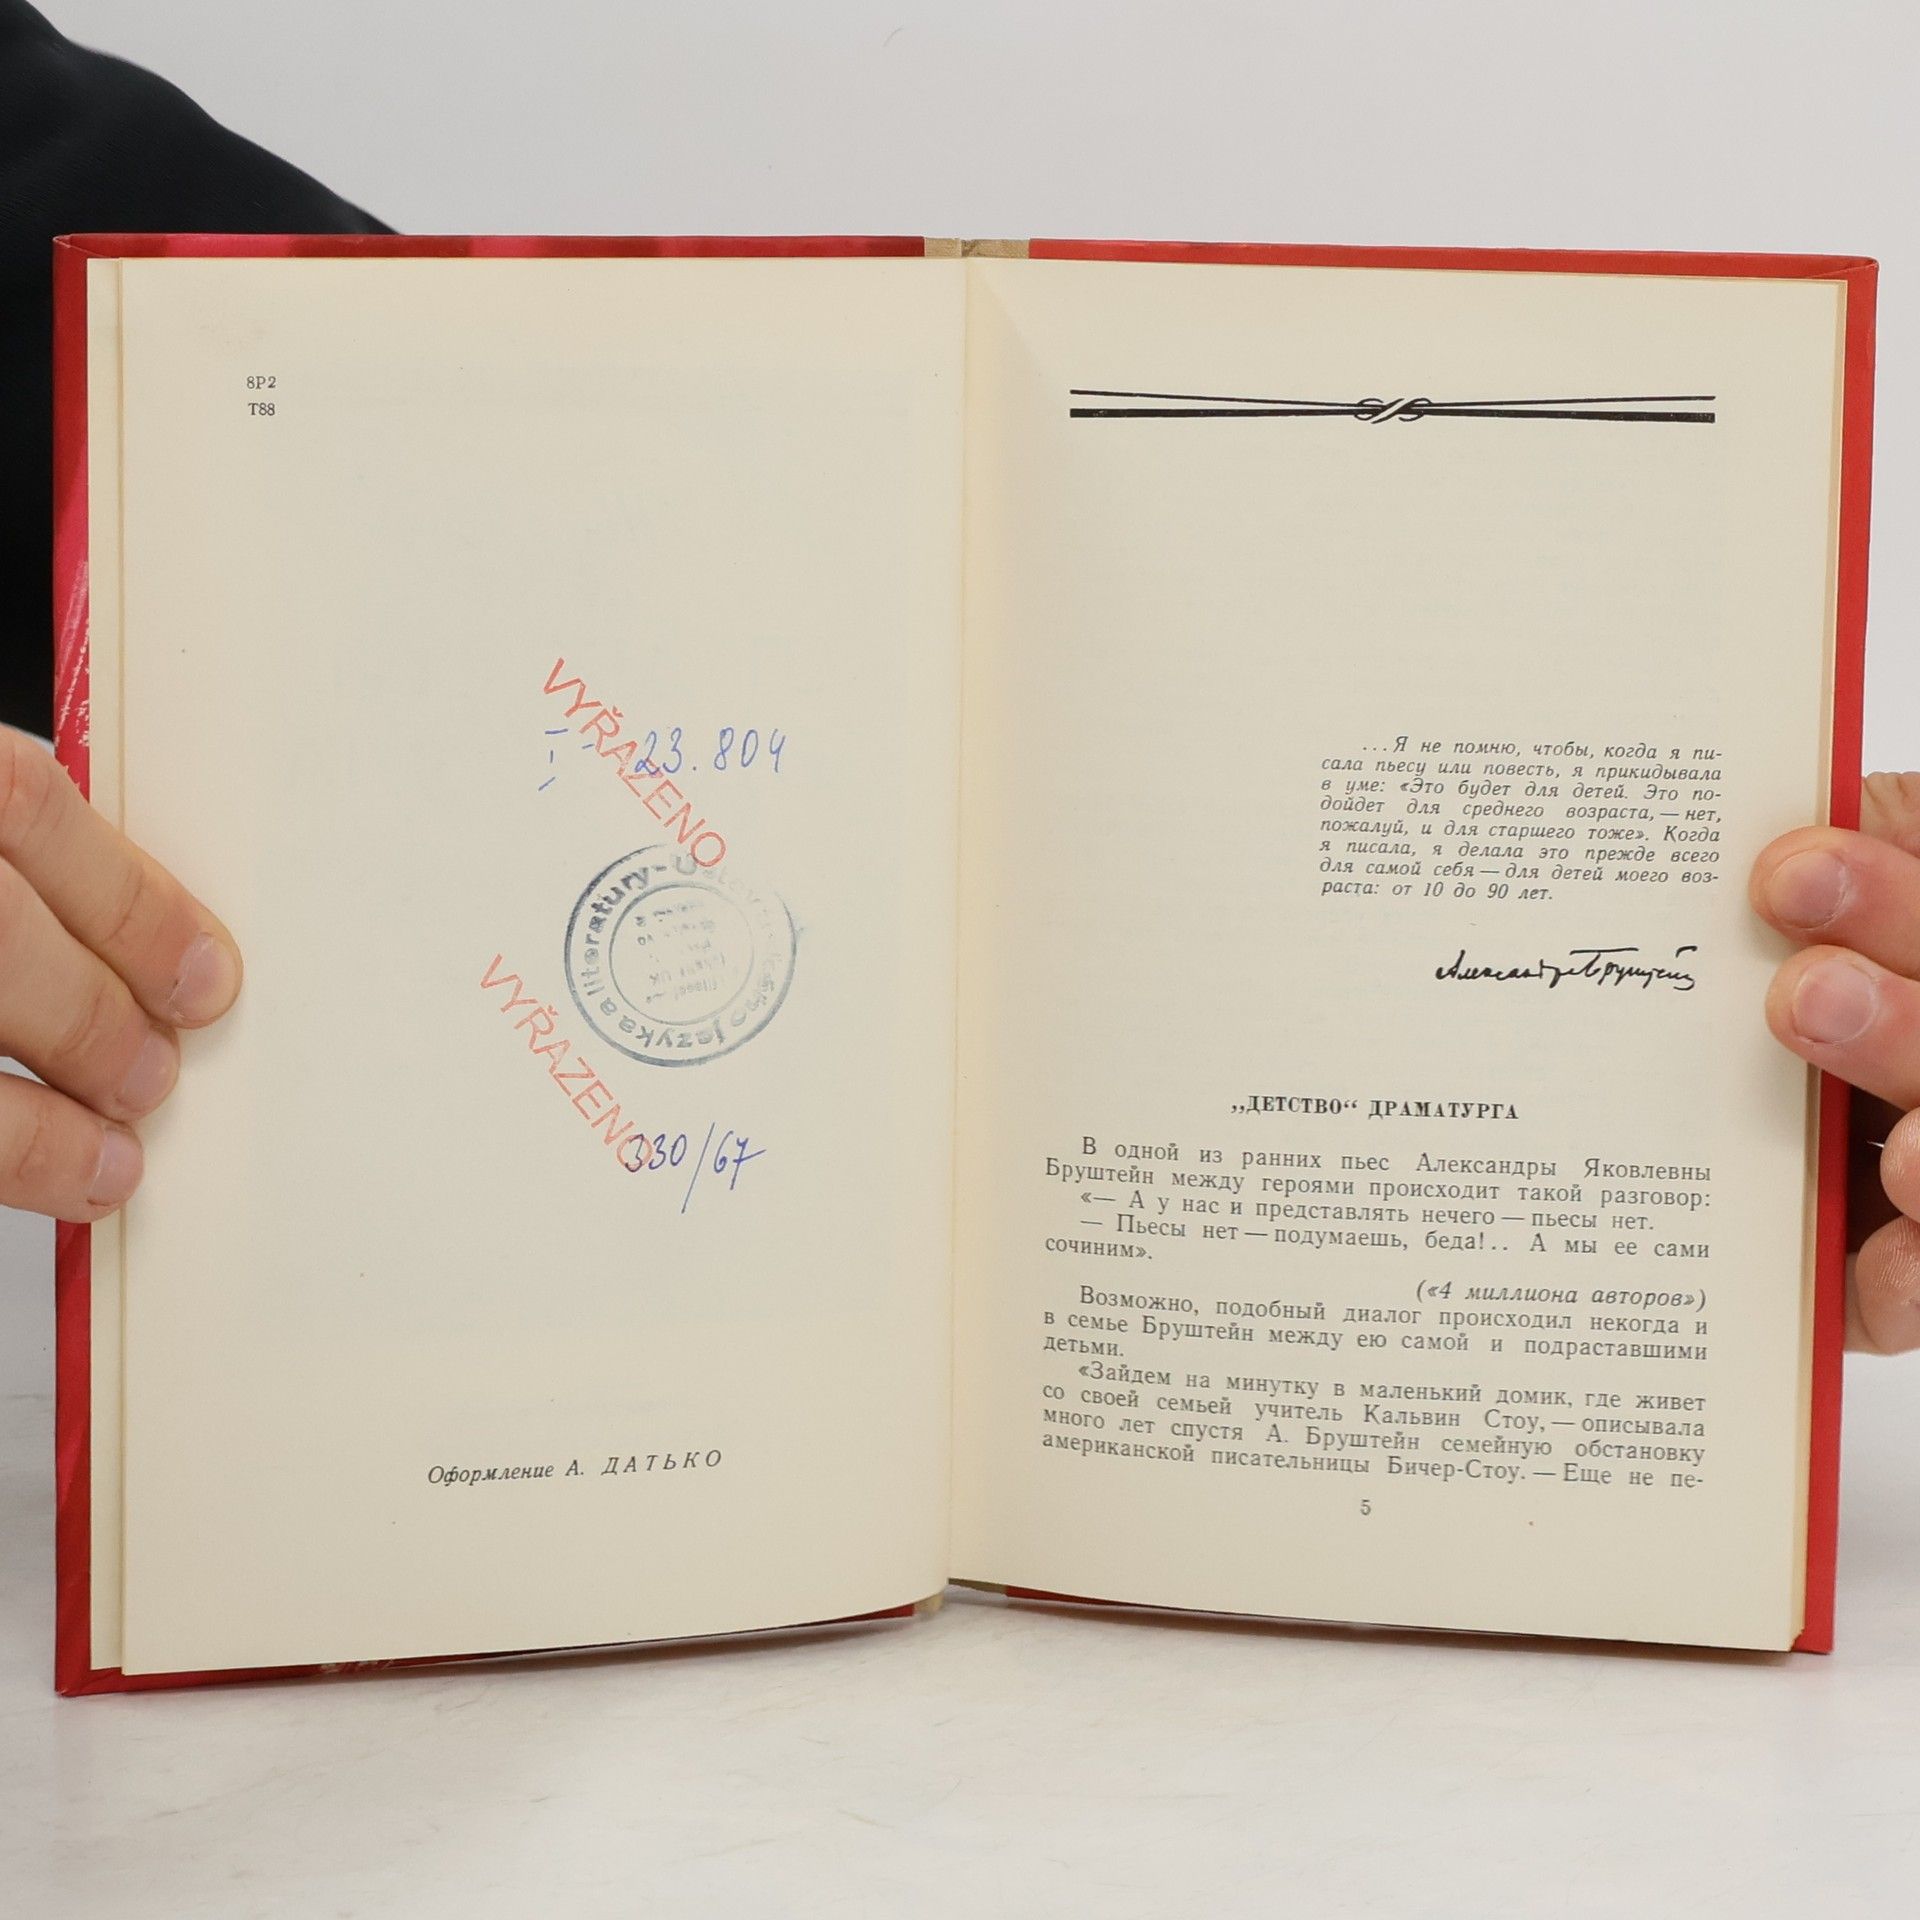 8Р2
Т88
VYŘAZENO
23.804
literatury-
a
jazyka
VYŘAZENO
330/67
Оформление А. ДАТЬКО
...Я не помню, чтобы, когда я пи-
сала пьесу или повесть, я прикидывала
в уме: «Это будет для детей. Это по-
дойдет для среднего возраста, — нет,
пожалуй, и для старшего тоже». Когда
я писала, я делала это прежде всего
для самой себя — для детей моего воз-
раста: от 10 до 90 лет.
Александра Бруштейн
„ДЕТСТВО“ ДРАМАТУРГА
В одной из ранних пьес Александры Яковлевны
Бруштейн между героями происходит такой разговор:
«— А у нас и представлять нечего — пьесы нет.
— Пьесы нет — подумаешь, беда!.. А мы ее сами
сочиним».
(«4 миллиона авторов»)
Возможно, подобный диалог происходил некогда и
в семье Бруштейн между ею самой и подраставшими
детьми.
«Зайдем на минутку в маленький домик, где живет
со своей семьей учитель Кальвин Стоу, — описывала
много лет спустя А. Бруштейн семейную обстановку
американской писательницы Бичер-Стоу. — Еще не пе-
5